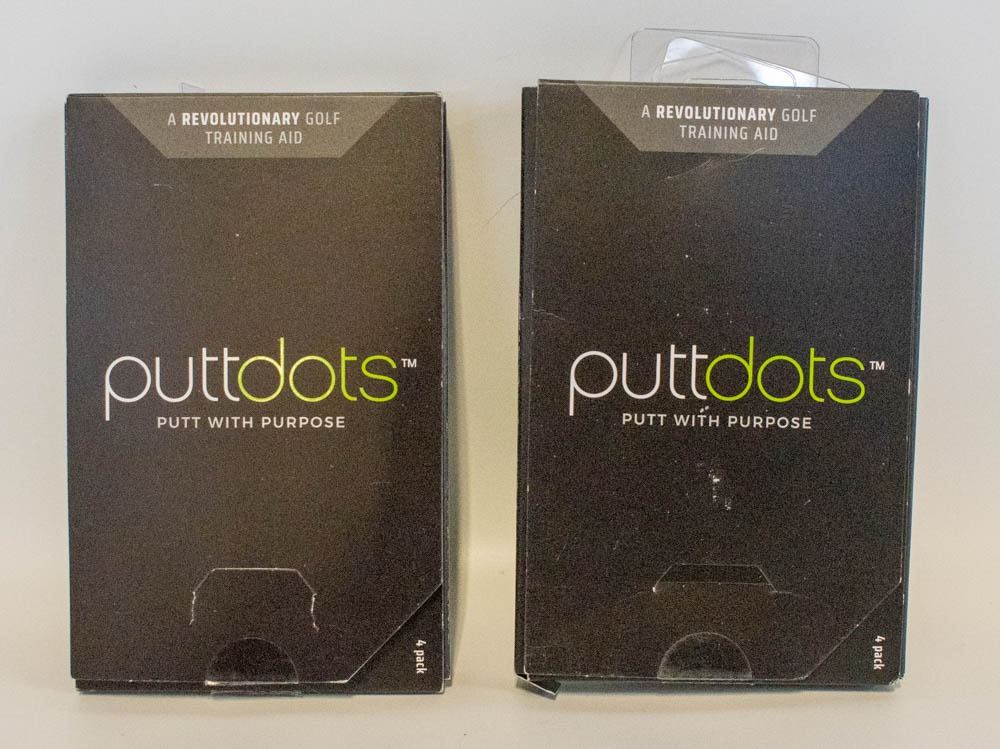 A REVOLUTIONARY GOLF
TRAINING AID
puttdots™
PUTT WITH PURPOSE
4 pack
A REVOLUTIONARY GOLF
TRAINING AID
puttdots™
PUTT WITH PURPOSE
4 pack